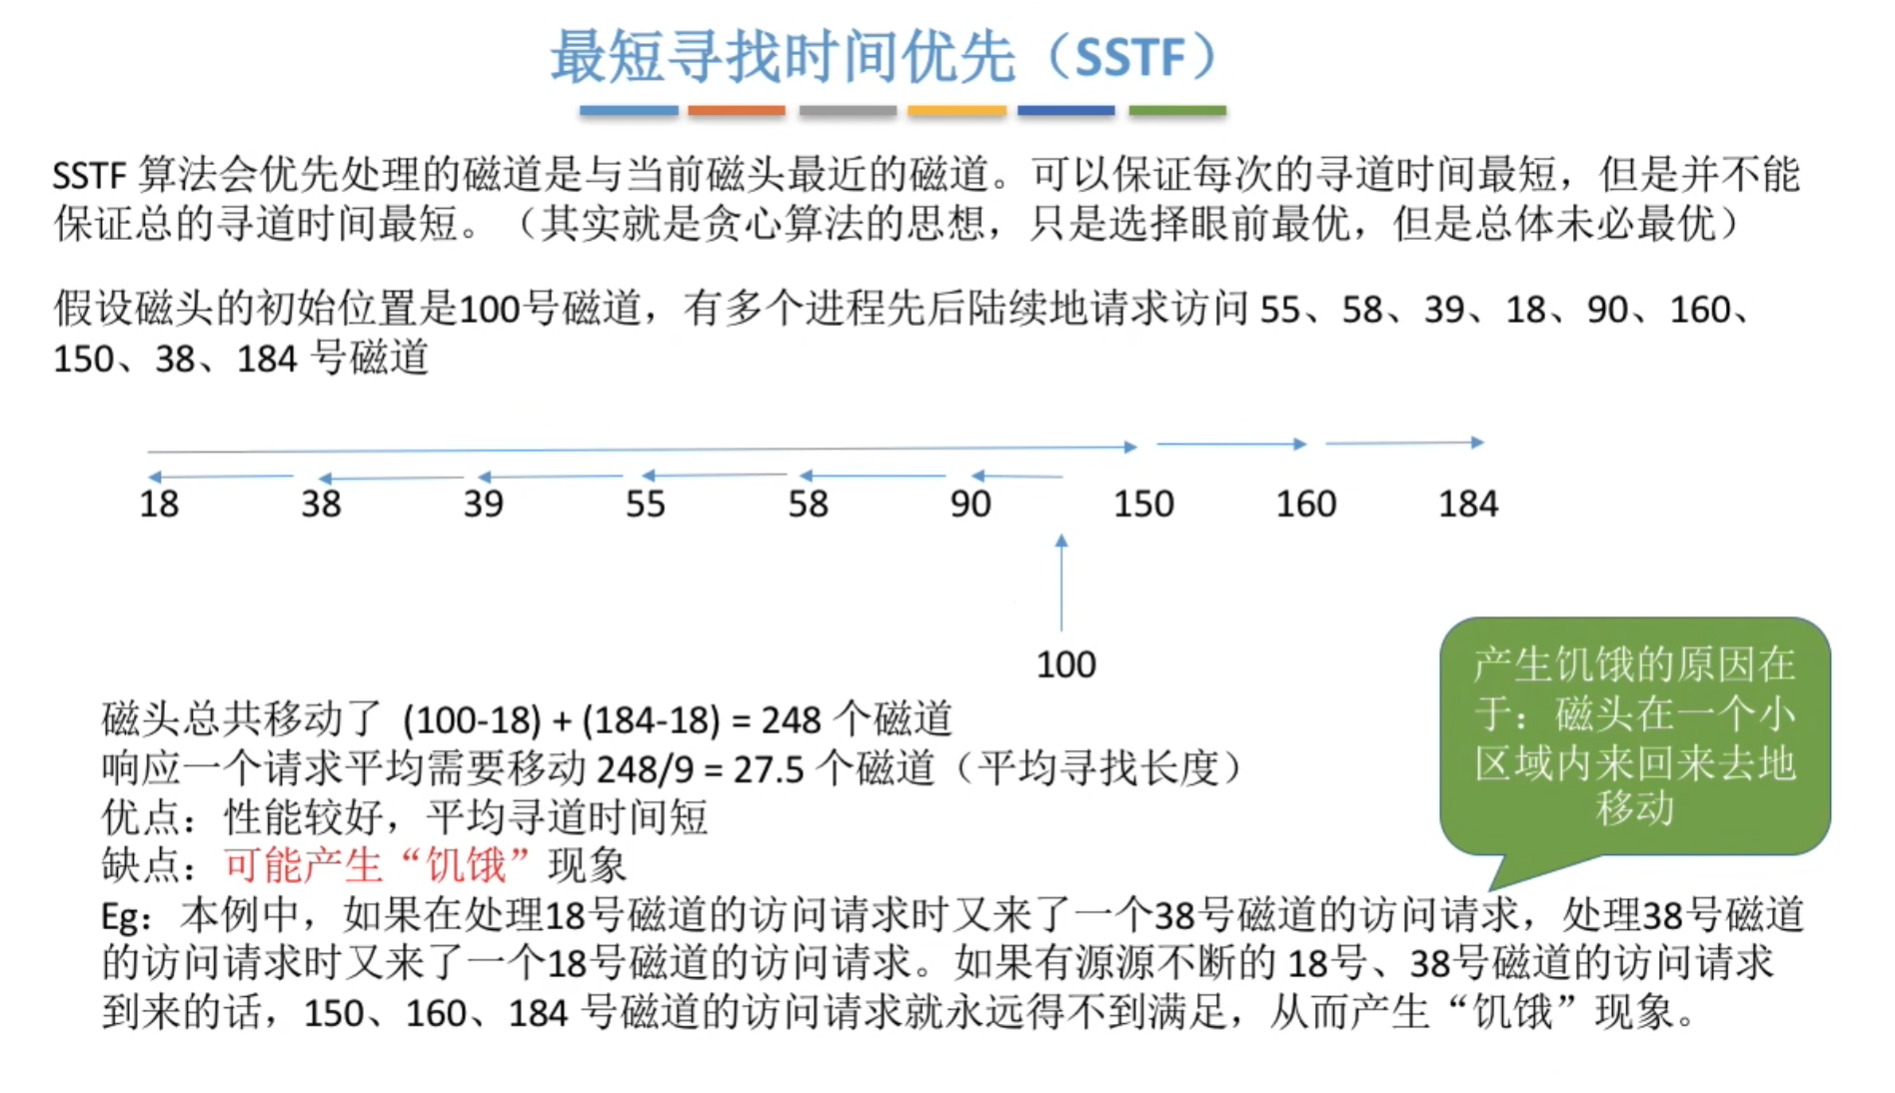 最短寻找时间优先（SSTF）
SSTF 算法会优先处理的磁道是与当前磁头最近的磁道。可以保证每次的寻道时间最短，但是并不能
保证总的寻道时间最短。（其实就是贪心算法的思想，只是选择眼前最优，但是总体未必最优）
假设磁头的初始位置是100号磁道，有多个进程先后陆续地请求访问 55、58、39、18、90、160、
150、38、184 号磁道
18 38 39 55 58 90 150 160 184
100
磁头总共移动了 (100-18) + (184-18) = 248 个磁道
响应一个请求平均需要移动 248/9 = 27.5 个磁道（平均寻找长度）
优点：性能较好，平均寻道时间短
缺点：可能产生“饥饿”现象
Eg：本例中，如果在处理18号磁道的访问请求时又来了一个38号磁道的访问请求，处理38号磁道
的访问请求时又来了一个18号磁道的访问请求。如果有源源不断的 18号、38号磁道的访问请求
到来的话，150、160、184 号磁道的访问请求就永远得不到满足，从而产生“饥饿”现象。
产生饥饿的原因在
于：磁头在一个小
区域内来回来去地
移动